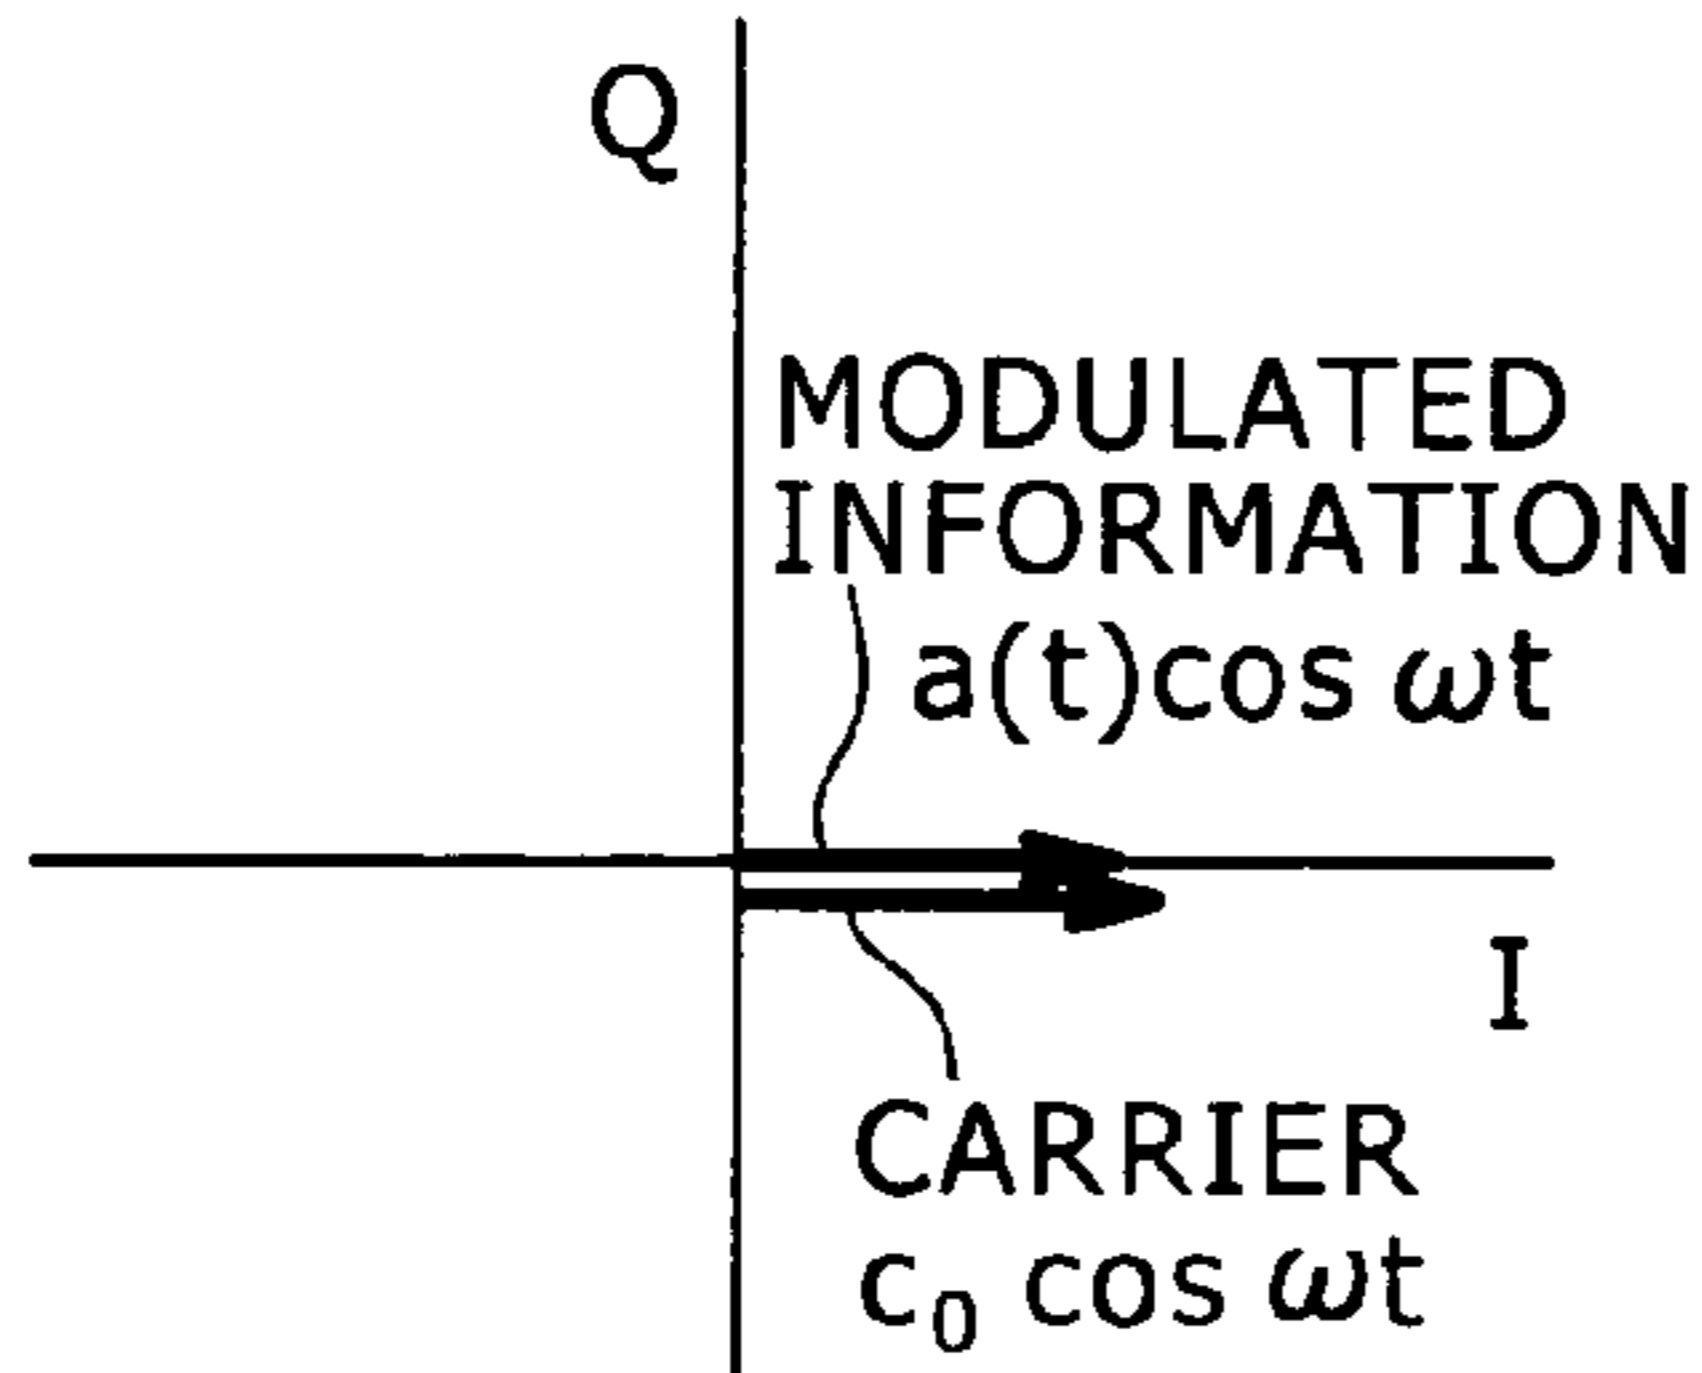 Q
MODULATED
INFORMATION
a(t)cos ωt
I
CARRIER
c₀ cos ωt